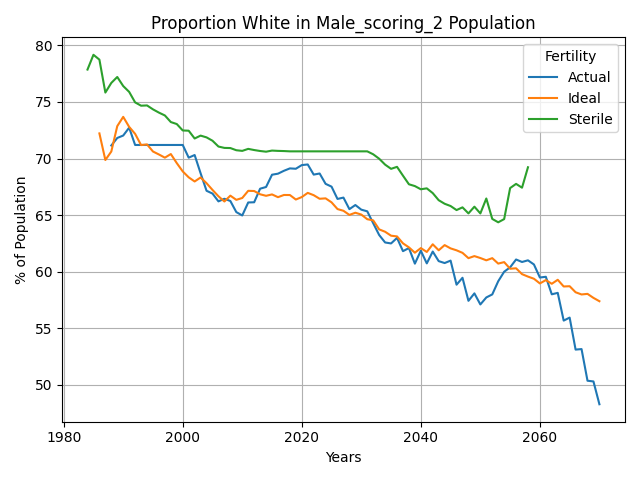 Proportion White in Male_scoring_2 Population
% of Population
80
75
70
65
60
55
50
Fertility
Actual
Ideal
Sterile
1980
2000
2020
2040
2060
Years